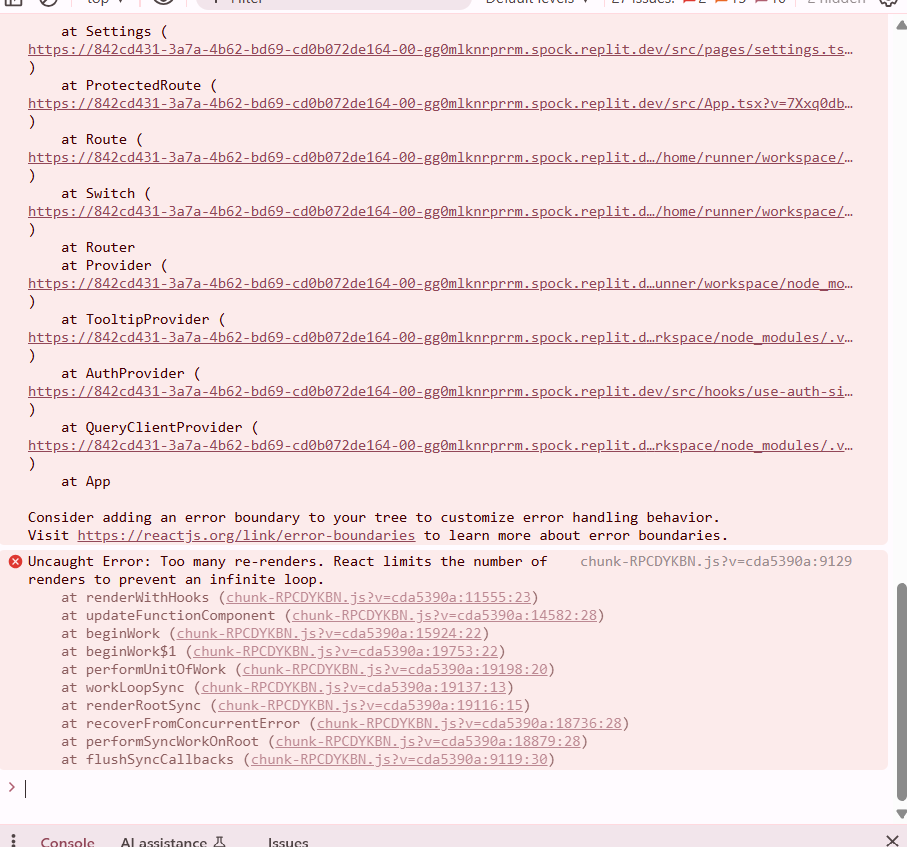 top
Filter
Default levels
27 Issues:
2
15
10
2 hidden
at Settings (
https://842cd431-3a7a-4b62-bd69-cd0b072de164-00-gg0mlknrprrm.spock.replit.dev/src/pages/settings.ts…
)
at ProtectedRoute (
https://842cd431-3a7a-4b62-bd69-cd0b072de164-00-gg0mlknrprrm.spock.replit.dev/src/App.tsx?v=7Xxq0db…
)
at Route (
https://842cd431-3a7a-4b62-bd69-cd0b072de164-00-gg0mlknrprrm.spock.replit.d…/home/runner/workspace/…
)
at Switch (
https://842cd431-3a7a-4b62-bd69-cd0b072de164-00-gg0mlknrprrm.spock.replit.d…/home/runner/workspace/…
)
at Router
at Provider (
https://842cd431-3a7a-4b62-bd69-cd0b072de164-00-gg0mlknrprrm.spock.replit.d…unner/workspace/node_mo…
)
at TooltipProvider (
https://842cd431-3a7a-4b62-bd69-cd0b072de164-00-gg0mlknrprrm.spock.replit.d…rkspace/node_modules/.v…
)
at AuthProvider (
https://842cd431-3a7a-4b62-bd69-cd0b072de164-00-gg0mlknrprrm.spock.replit.dev/src/hooks/use-auth-si…
)
at QueryClientProvider (
https://842cd431-3a7a-4b62-bd69-cd0b072de164-00-gg0mlknrprrm.spock.replit.d…rkspace/node_modules/.v…
)
at App
Consider adding an error boundary to your tree to customize error handling behavior.
Visit https://reactjs.org/link/error-boundaries to learn more about error boundaries.
Uncaught Error: Too many re-renders. React limits the number of chunk-RPCDYKBN.js?v=cda5390a:9129
renders to prevent an infinite loop.
at renderWithHooks (chunk-RPCDYKBN.js?v=cda5390a:11555:23)
at updateFunctionComponent (chunk-RPCDYKBN.js?v=cda5390a:14582:28)
at beginWork (chunk-RPCDYKBN.js?v=cda5390a:15924:22)
at beginWork$1 (chunk-RPCDYKBN.js?v=cda5390a:19753:22)
at performUnitOfWork (chunk-RPCDYKBN.js?v=cda5390a:19198:20)
at workLoopSync (chunk-RPCDYKBN.js?v=cda5390a:19137:13)
at renderRootSync (chunk-RPCDYKBN.js?v=cda5390a:19116:15)
at recoverFromConcurrentError (chunk-RPCDYKBN.js?v=cda5390a:18736:28)
at performSyncWorkOnRoot (chunk-RPCDYKBN.js?v=cda5390a:18879:28)
at flushSyncCallbacks (chunk-RPCDYKBN.js?v=cda5390a:9119:30)
>
Console AI assistance Issues